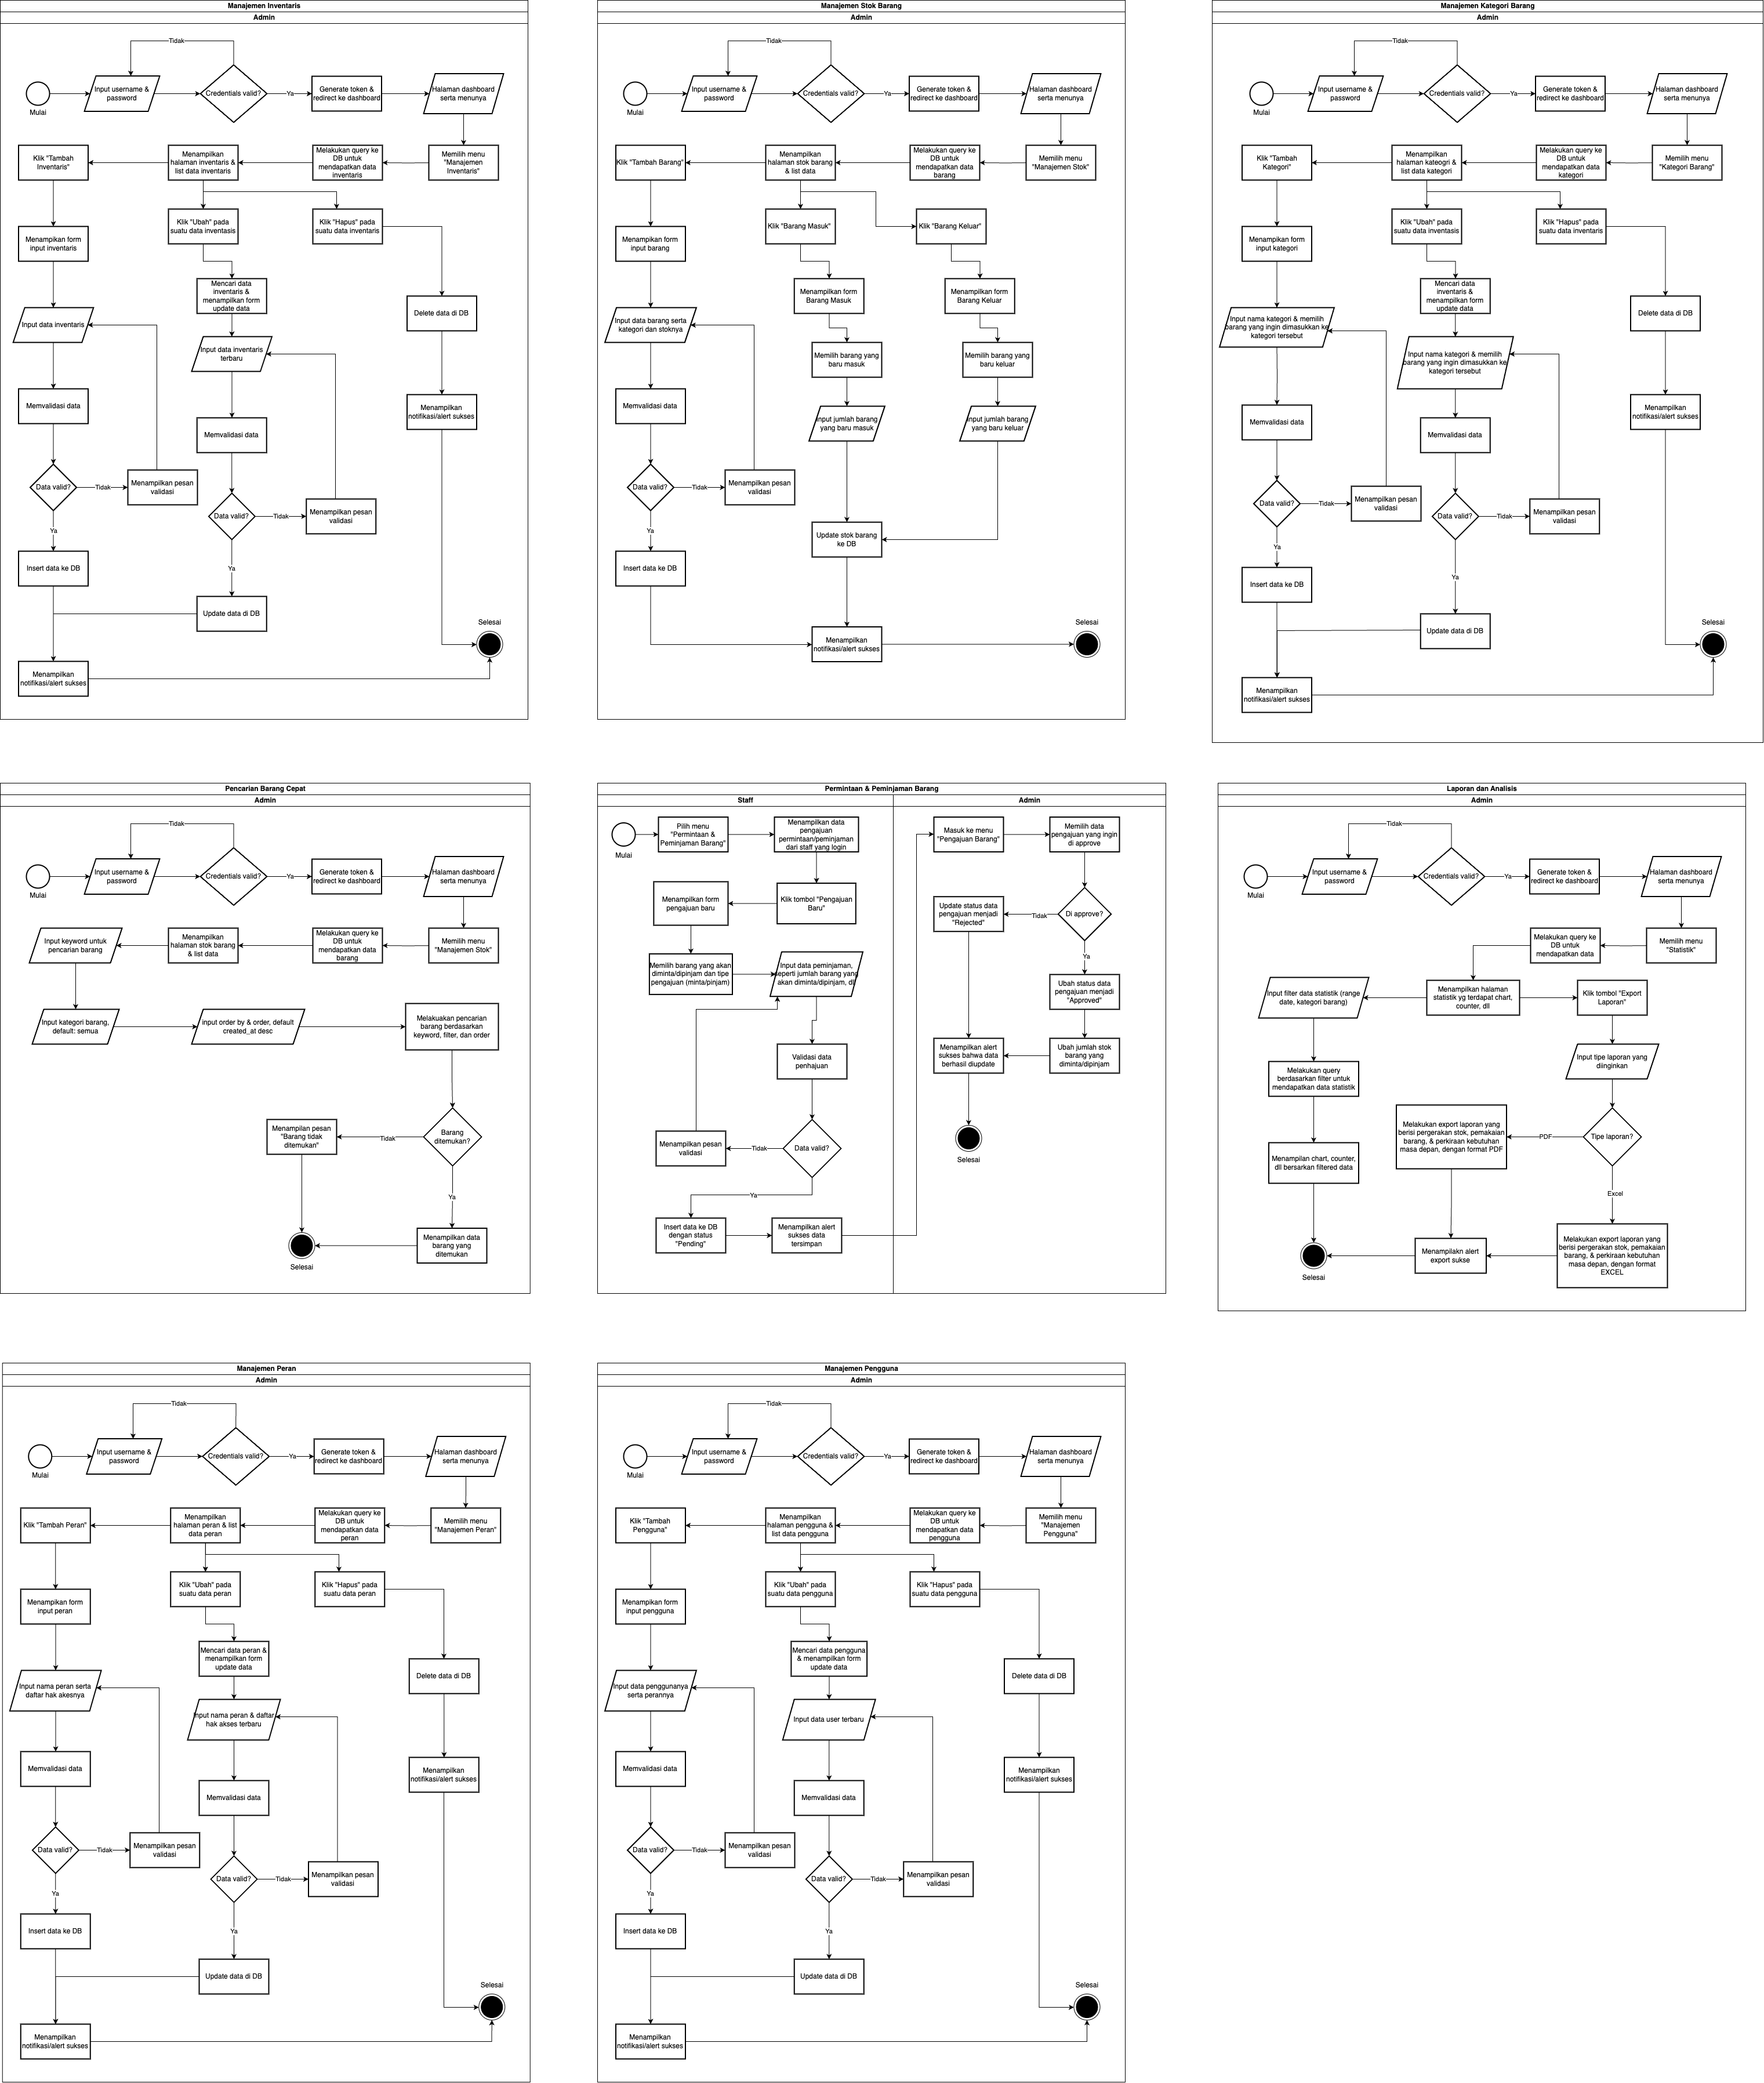 Manajemen Inventaris
Admin
Tidak
Input username &
password
Credentials valid?
Ya
Generate token &
redirect ke dashboard
Halaman dashboard
serta menunya
Mulai
Klik "Tambah
Inventaris"
Menampilkan
halaman inventaris &
list data inventaris
Melakukan query ke
DB untuk
mendapatkan data
inventaris
Memilih menu
"Manajemen
Inventaris"
Klik "Ubah" pada
suatu data inventasis
Klik "Hapus" pada
suatu data inventaris
Menampikan form
input inventaris
Mencari data
inventaris &
menampilkan form
update data
Delete data di DB
Input data inventaris
Input data inventaris
terbaru
Memvalidasi data
Menampilkan
notifikasi/alert sukses
Memvalidasi data
Data valid?
Tidak
Menampilkan pesan
validasi
Data valid?
Tidak
Menampilkan pesan
validasi
Ya
Insert data ke DB
Ya
Update data di DB
Selesai
Menampilkan
notifikasi/alert sukses
Manajemen Stok Barang
Admin
Tidak
Input username &
password
Credentials valid?
Ya
Generate token &
redirect ke dashboard
Halaman dashboard
serta menunya
Mulai
Klik "Tambah Barang"
Menampilkan
halaman stok barang
& list data
Melakukan query ke
DB untuk
mendapatkan data
barang
Memilih menu
"Manajemen Stok"
Klik "Barang Masuk"
Klik "Barang Keluar"
Menampikan form
input barang
Menampilkan form
Barang Masuk
Menampilkan form
Barang Keluar
Input data barang serta
kategori dan stoknya
Memilih barang yang
baru masuk
Memilih barang yang
baru keluar
Memvalidasi data
Input jumlah barang
yang baru masuk
Input jumlah barang
yang baru keluar
Data valid?
Tidak
Menampilkan pesan
validasi
Ya
Update stok barang
ke DB
Insert data ke DB
Selesai
Menampilkan
notifikasi/alert sukses
Manajemen Kategori Barang
Admin
Tidak
Input username &
password
Credentials valid?
Ya
Generate token &
redirect ke dashboard
Halaman dashboard
serta menunya
Mulai
Klik "Tambah
Kategori"
Menampilkan
halaman kateogri &
list data kategori
Melakukan query ke
DB untuk
mendapatkan data
kategori
Memilih menu
"Kategori Barang"
Klik "Ubah" pada
suatu data inventasis
Klik "Hapus" pada
suatu data inventaris
Menampikan form
input kategori
Mencari data
inventaris &
menampilkan form
update data
Delete data di DB
Input nama kategori & memilih
barang yang ingin dimasukkan ke
kategori tersebut
Input nama kategori & memilih
barang yang ingin dimasukkan ke
kategori tersebut
Menampilkan
notifikasi/alert sukses
Memvalidasi data
Memvalidasi data
Data valid?
Tidak
Menampilkan pesan
validasi
Data valid?
Tidak
Menampilkan pesan
validasi
Ya
Insert data ke DB
Ya
Update data di DB
Selesai
Menampilkan
notifikasi/alert sukses
Pencarian Barang Cepat
Admin
Tidak
Input username &
password
Credentials valid?
Ya
Generate token &
redirect ke dashboard
Halaman dashboard
serta menunya
Mulai
Input keyword untuk
pencarian barang
Menampilkan
halaman stok barang
& list data
Melakukan query ke
DB untuk
mendapatkan data
barang
Memilih menu
"Manajemen Stok"
Input kategori barang,
default: semua
input order by & order, default
created_at desc
Melakuakan pencarian
barang berdasarkan
keyword, filter, dan order
Menampilan pesan
"Barang tidak
ditemukan"
Tidak
Barang
ditemukan?
Ya
Menampilkan data
barang yang
ditemukan
Selesai
Permintaan & Peminjaman Barang
Staff
Admin
Mulai
Pilih menu
"Permintaan &
Peminjaman Barang"
Menampilkan data
pengajuan
permintaan/peminjaman
dari staff yang login
Menampilkan form
pengajuan baru
Klik tombol "Pengajuan
Baru"
Memilih barang yang akan
diminta/dipinjam dan tipe
pengajuan (minta/pinjam)
Input data peminjaman,
seperti jumlah barang yang
akan diminta/dipinjam, dll
Validasi data
penhajuan
Menampilkan pesan
validasi
Tidak
Data valid?
Ya
Insert data ke DB
dengan status
"Pending"
Menampilkan alert
sukses data
tersimpan
Masuk ke menu
"Pengajuan Barang"
Memilih data
pengajuan yang ingin
di approve
Update status data
pengajuan menjadi
"Rejected"
Tidak
Di approve?
Ya
Ubah status data
pengajuan menjadi
"Approved"
Menampilkan alert
sukses bahwa data
berhasil diupdate
Ubah jumlah stok
barang yang
diminta/dipinjam
Selesai
Laporan dan Analisis
Admin
Tidak
Input username &
password
Credentials valid?
Ya
Generate token &
redirect ke dashboard
Halaman dashboard
serta menunya
Mulai
Melakukan query ke
DB untuk
mendapatkan data
Memilih menu
"Statistik"
Input filter data statistik (range
date, kategori barang)
Menampilkan halaman
statistik yg terdapat chart,
counter, dll
Klik tombol "Export
Laporan"
Input tipe laporan yang
diinginkan
Melakukan query
berdasarkan filter untuk
mendapatkan data statistik
Melakukan export laporan yang
berisi pergerakan stok, pemakaian
barang, & perkiraan kebutuhan
masa depan, dengan format PDF
PDF
Tipe laporan?
Menampilan chart, counter,
dll bersarkan filtered data
Excel
Menampilakn alert
export sukse
Melakukan export laporan yang
berisi pergerakan stok, pemakaian
barang, & perkiraan kebutuhan
masa depan, dengan format
EXCEL
Selesai
Manajemen Peran
Admin
Tidak
Input username &
password
Credentials valid?
Ya
Generate token &
redirect ke dashboard
Halaman dashboard
serta menunya
Mulai
Klik "Tambah Peran"
Menampilkan
halaman peran & list
data peran
Melakukan query ke
DB untuk
mendapatkan data
peran
Memilih menu
"Manajemen Peran"
Klik "Ubah" pada
suatu data peran
Klik "Hapus" pada
suatu data peran
Menampikan form
input peran
Mencari data peran &
menampilkan form
update data
Delete data di DB
Input nama peran serta
daftar hak akesnya
Input nama peran & daftar
hak akses terbaru
Memvalidasi data
Menampilkan
notifikasi/alert sukses
Memvalidasi data
Data valid?
Tidak
Menampilkan pesan
validasi
Data valid?
Tidak
Menampilkan pesan
validasi
Ya
Insert data ke DB
Ya
Update data di DB
Selesai
Menampilkan
notifikasi/alert sukses
Manajemen Pengguna
Admin
Tidak
Input username &
password
Credentials valid?
Ya
Generate token &
redirect ke dashboard
Halaman dashboard
serta menunya
Mulai
Klik "Tambah
Pengguna"
Menampilkan
halaman pengguna &
list data pengguna
Melakukan query ke
DB untuk
mendapatkan data
pengguna
Memilih menu
"Manajemen
Pengguna"
Klik "Ubah" pada
suatu data pengguna
Klik "Hapus" pada
suatu data pengguna
Menampikan form
input pengguna
Mencari data pengguna
& menampilkan form
update data
Delete data di DB
Input data penggunanya
serta perannya
Input data user terbaru
Memvalidasi data
Menampilkan
notifikasi/alert sukses
Memvalidasi data
Data valid?
Tidak
Menampilkan pesan
validasi
Data valid?
Tidak
Menampilkan pesan
validasi
Ya
Insert data ke DB
Ya
Update data di DB
Selesai
Menampilkan
notifikasi/alert sukses